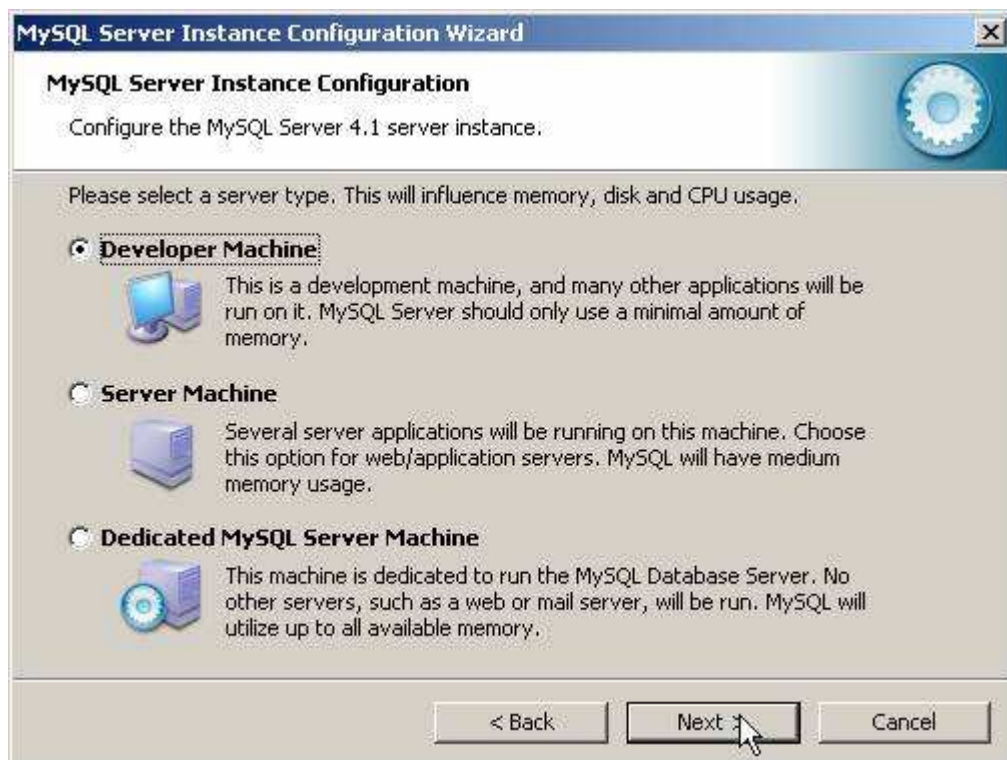 MySQL Server Instance Configuration Wizard
MySQL Server Instance Configuration
Configure the MySQL Server 4.1 server instance.
Please select a server type. This will influence memory, disk and CPU usage.
Developer Machine
This is a development machine, and many other applications will be
run on it. MySQL Server should only use a minimal amount of
memory.
Server Machine
Several server applications will be running on this machine. Choose
this option for web/application servers. MySQL will have medium
memory usage.
Dedicated MySQL Server Machine
This machine is dedicated to run the MySQL Database Server. No
other servers, such as a web or mail server, will be run. MySQL will
utilize up to all available memory.
< Back
Next >
Cancel